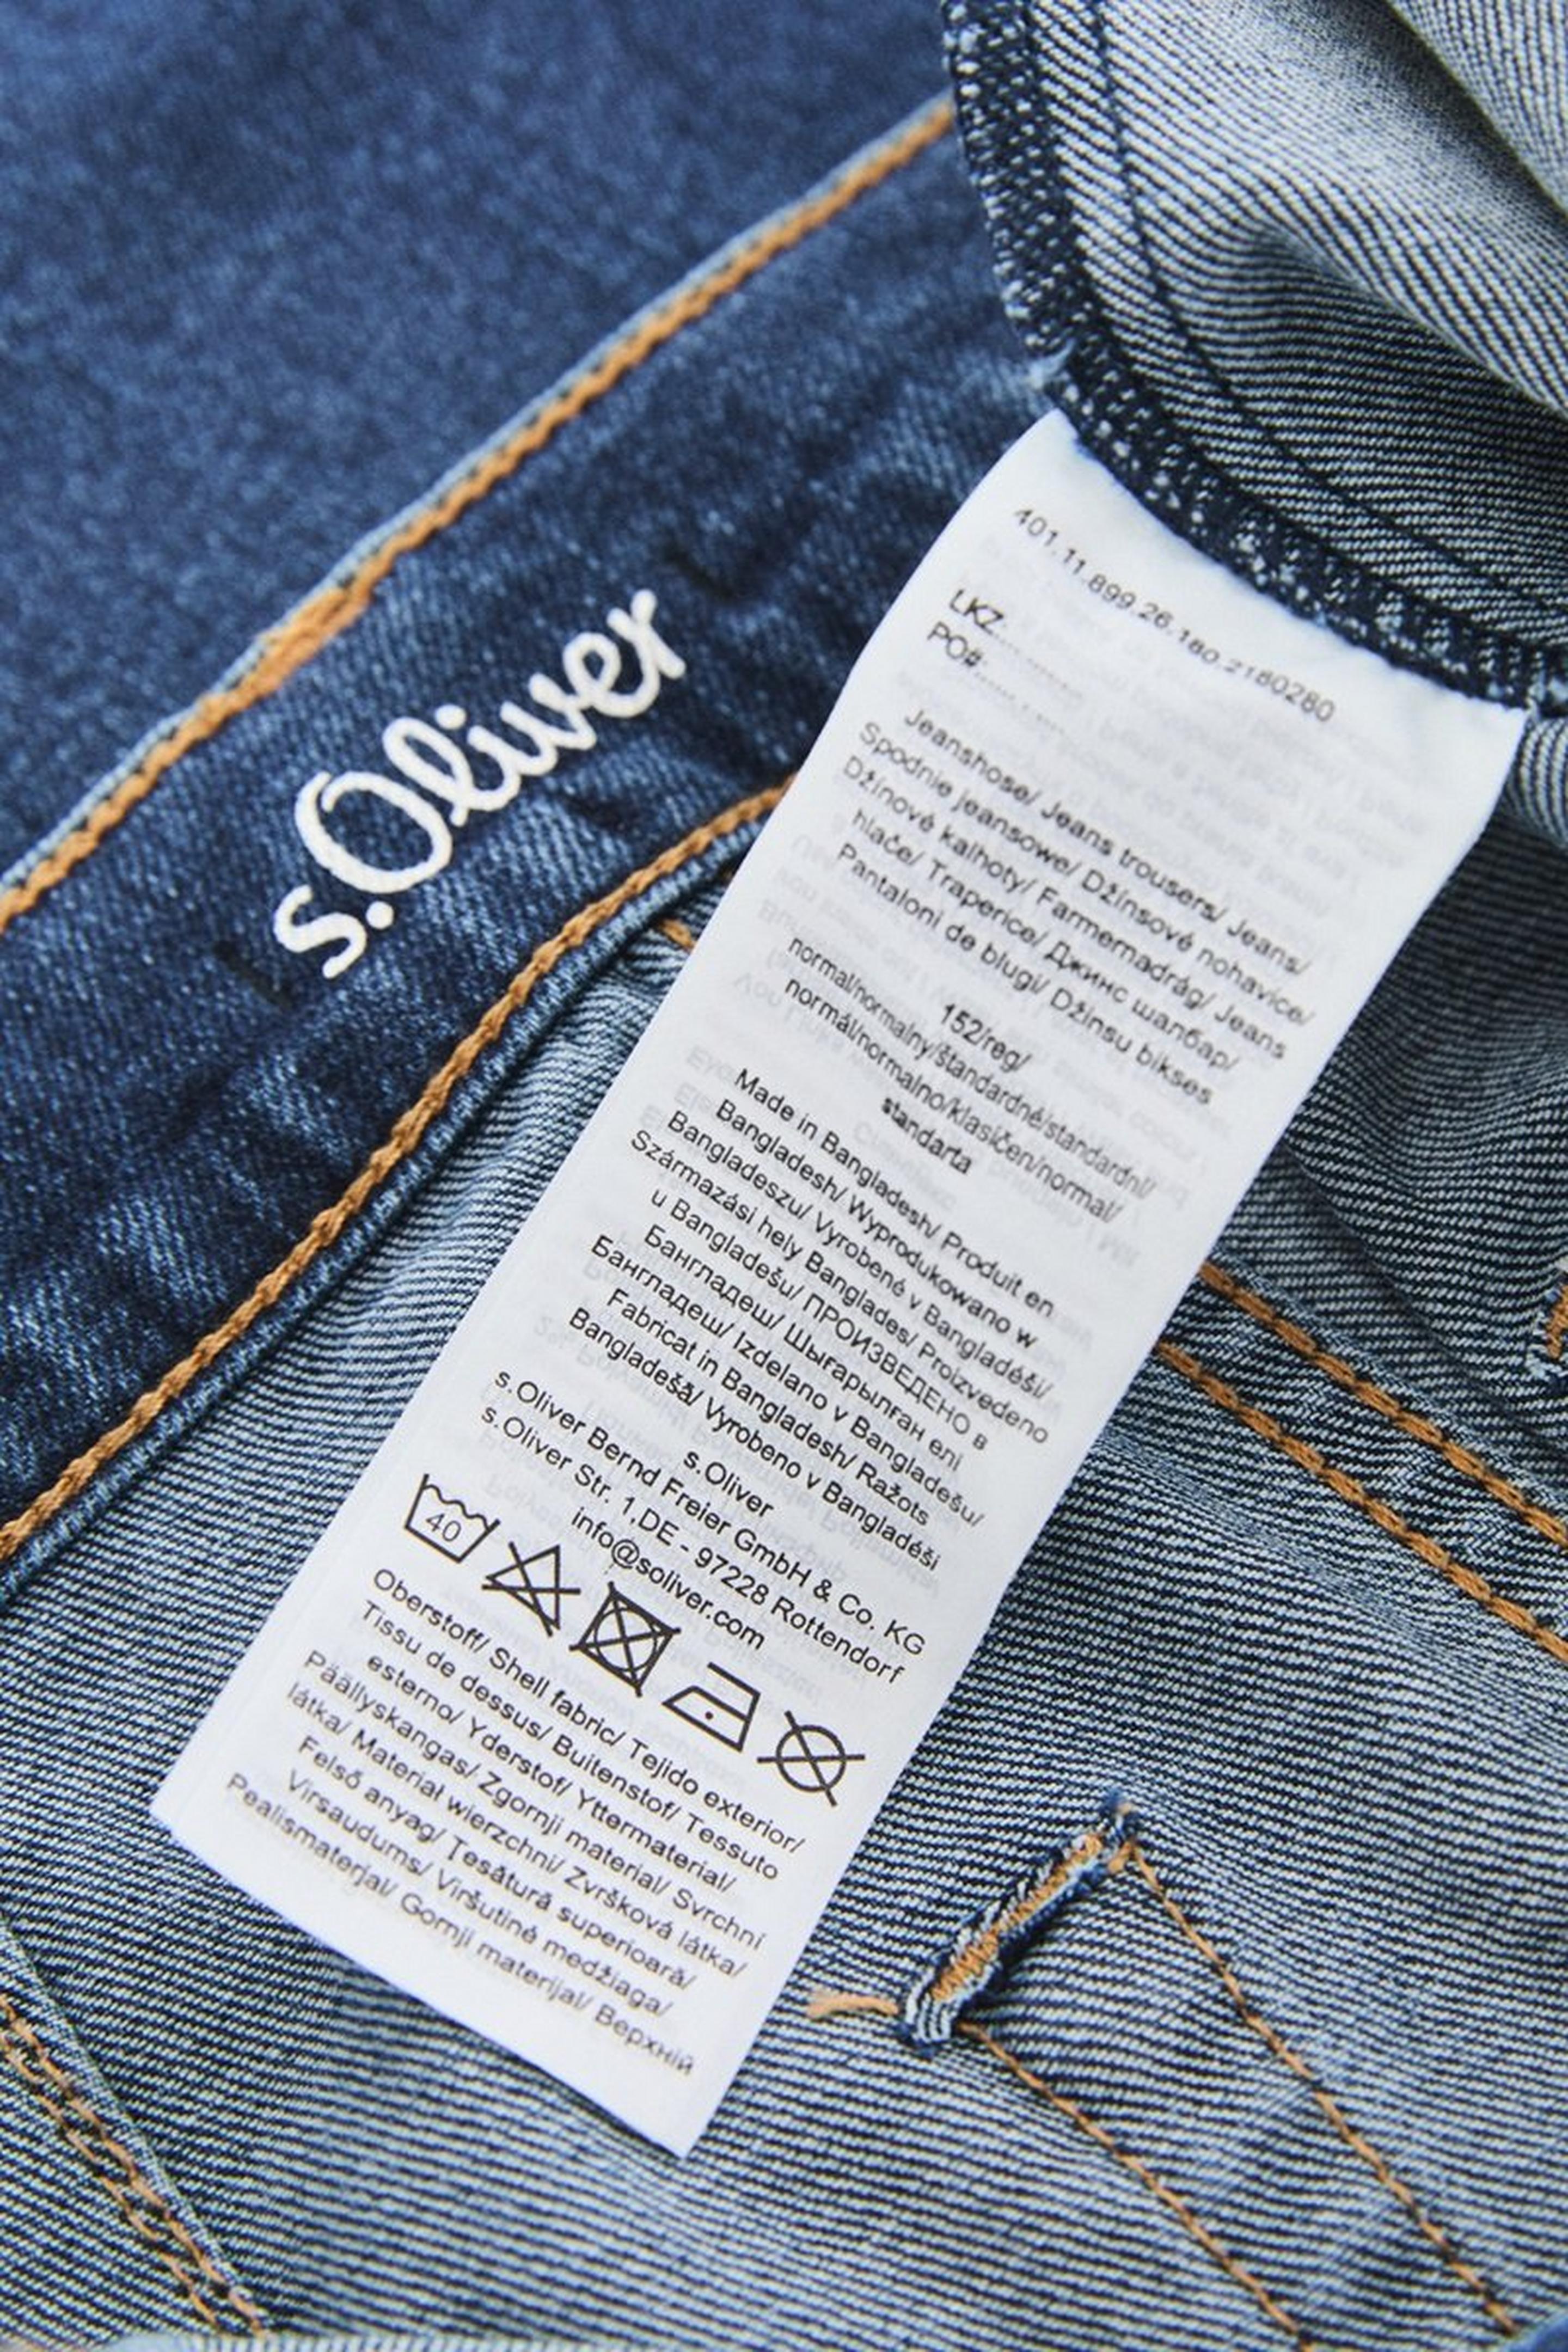 s.Oliver
401.11.899.26.180.2160280
LKZ
PO#
Jeanshose/ Jeans trousers/ Jeans/
Spodnie jeansowe/ Džínsové nohavice/
Džínové kalhoty/ Farmernadrág/ Jeans
hlače/ Traperice/ Джинс шалбар/
Pantaloni de blugi/ Džinsu bikses
152/reg/
normal/normalny/štandardné/standardní/
normál/normalno/klasičen/normal/
standarta
Made in Bangladesh/ Produit en
Bangladesh/ Wyprodukowano w
Bangladeszu/ Vyrobené v Bangladéši/
Származási hely Banglades/ Proizvedeno
u Bangladešu/ ПРОИЗВЕДЕНО в
Бангладеш/ Шығарылған елі
Бангладеш/ Izdelano v Bangladešu/
Fabricat in Bangladesh/ Ražots
Bangladešā/ Vyrobeno v Bangladéši
s.Oliver
s.Oliver Bernd Freier GmbH & Co. KG
s.Oliver Str. 1,DE - 97228 Rottendorf
info@soliver.com
40
Oberstoff/ Shell fabric/ Tejido exterior/
Tissu de dessus/ Buitenstof/ Tessuto
esterno/ Yderstof/ Yttermaterial/
Päällyskangas/ Zgornji material/ Svrchní
látka/ Materiał wierzchni/ Zvršková látka/
Felső anyag/ Țesătură superioară/
Virsaudums/ Viršutinė medžiaga/
Pealismaterjal/ Gornji materijal/ Верхній